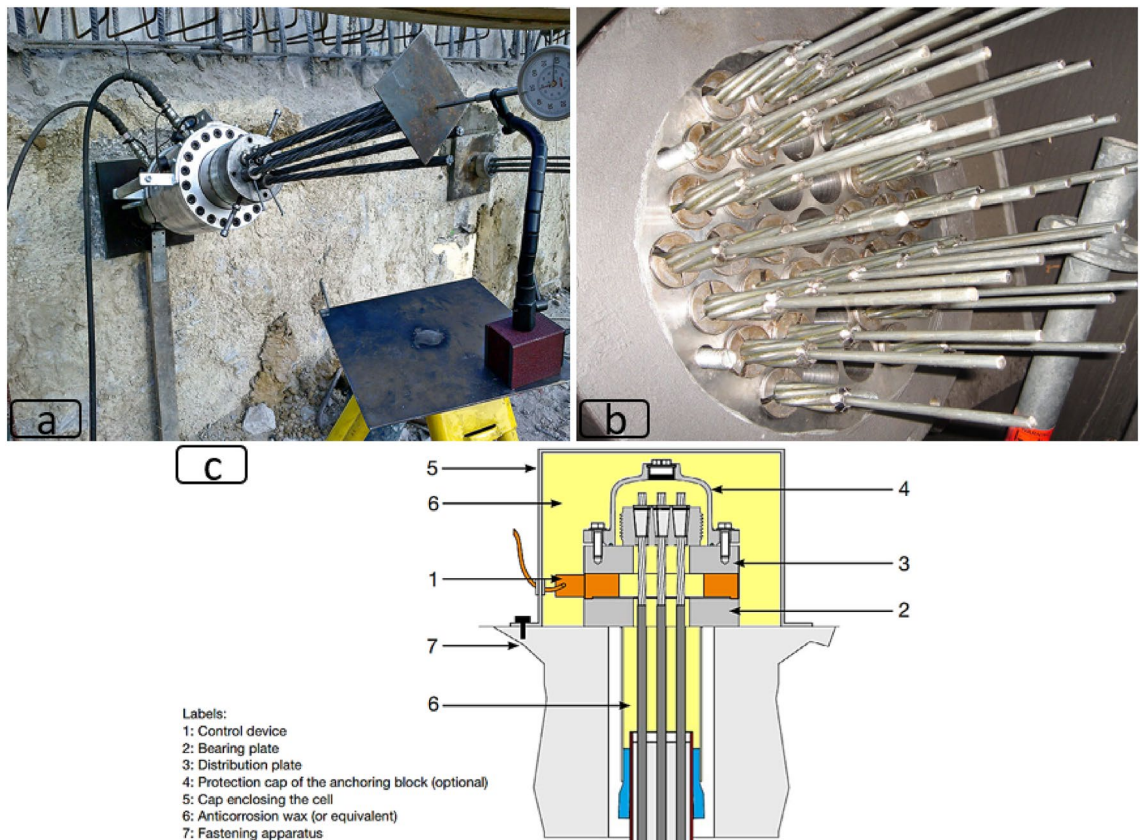 a
b
c
5
6
4
1
3
2
7
6
Labels:
1: Control device
2: Bearing plate
3: Distribution plate
4: Protection cap of the anchoring block (optional)
5: Cap enclosing the cell
6: Anticorrosion wax (or equivalent)
7: Fastening apparatus